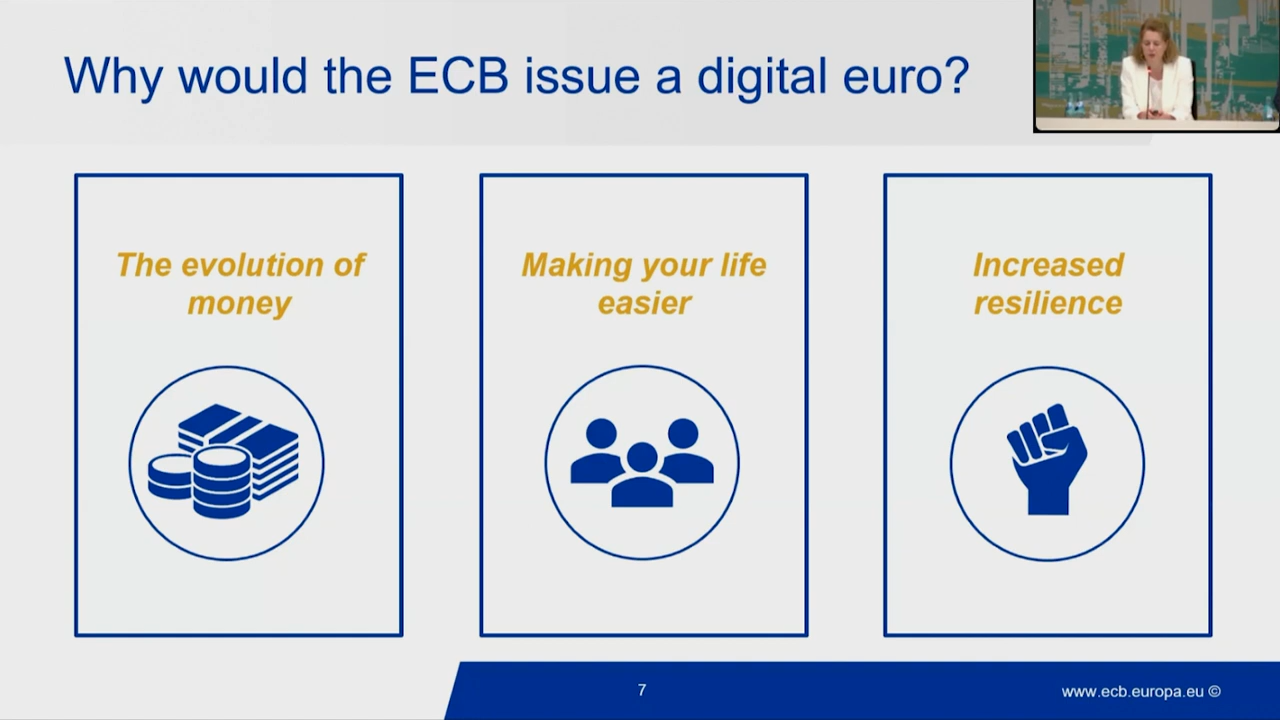 Why would the ECB issue a digital euro?
The evolution of
money
Making your life
easier
Increased
resilience
7
www.ecb.europa.eu ©